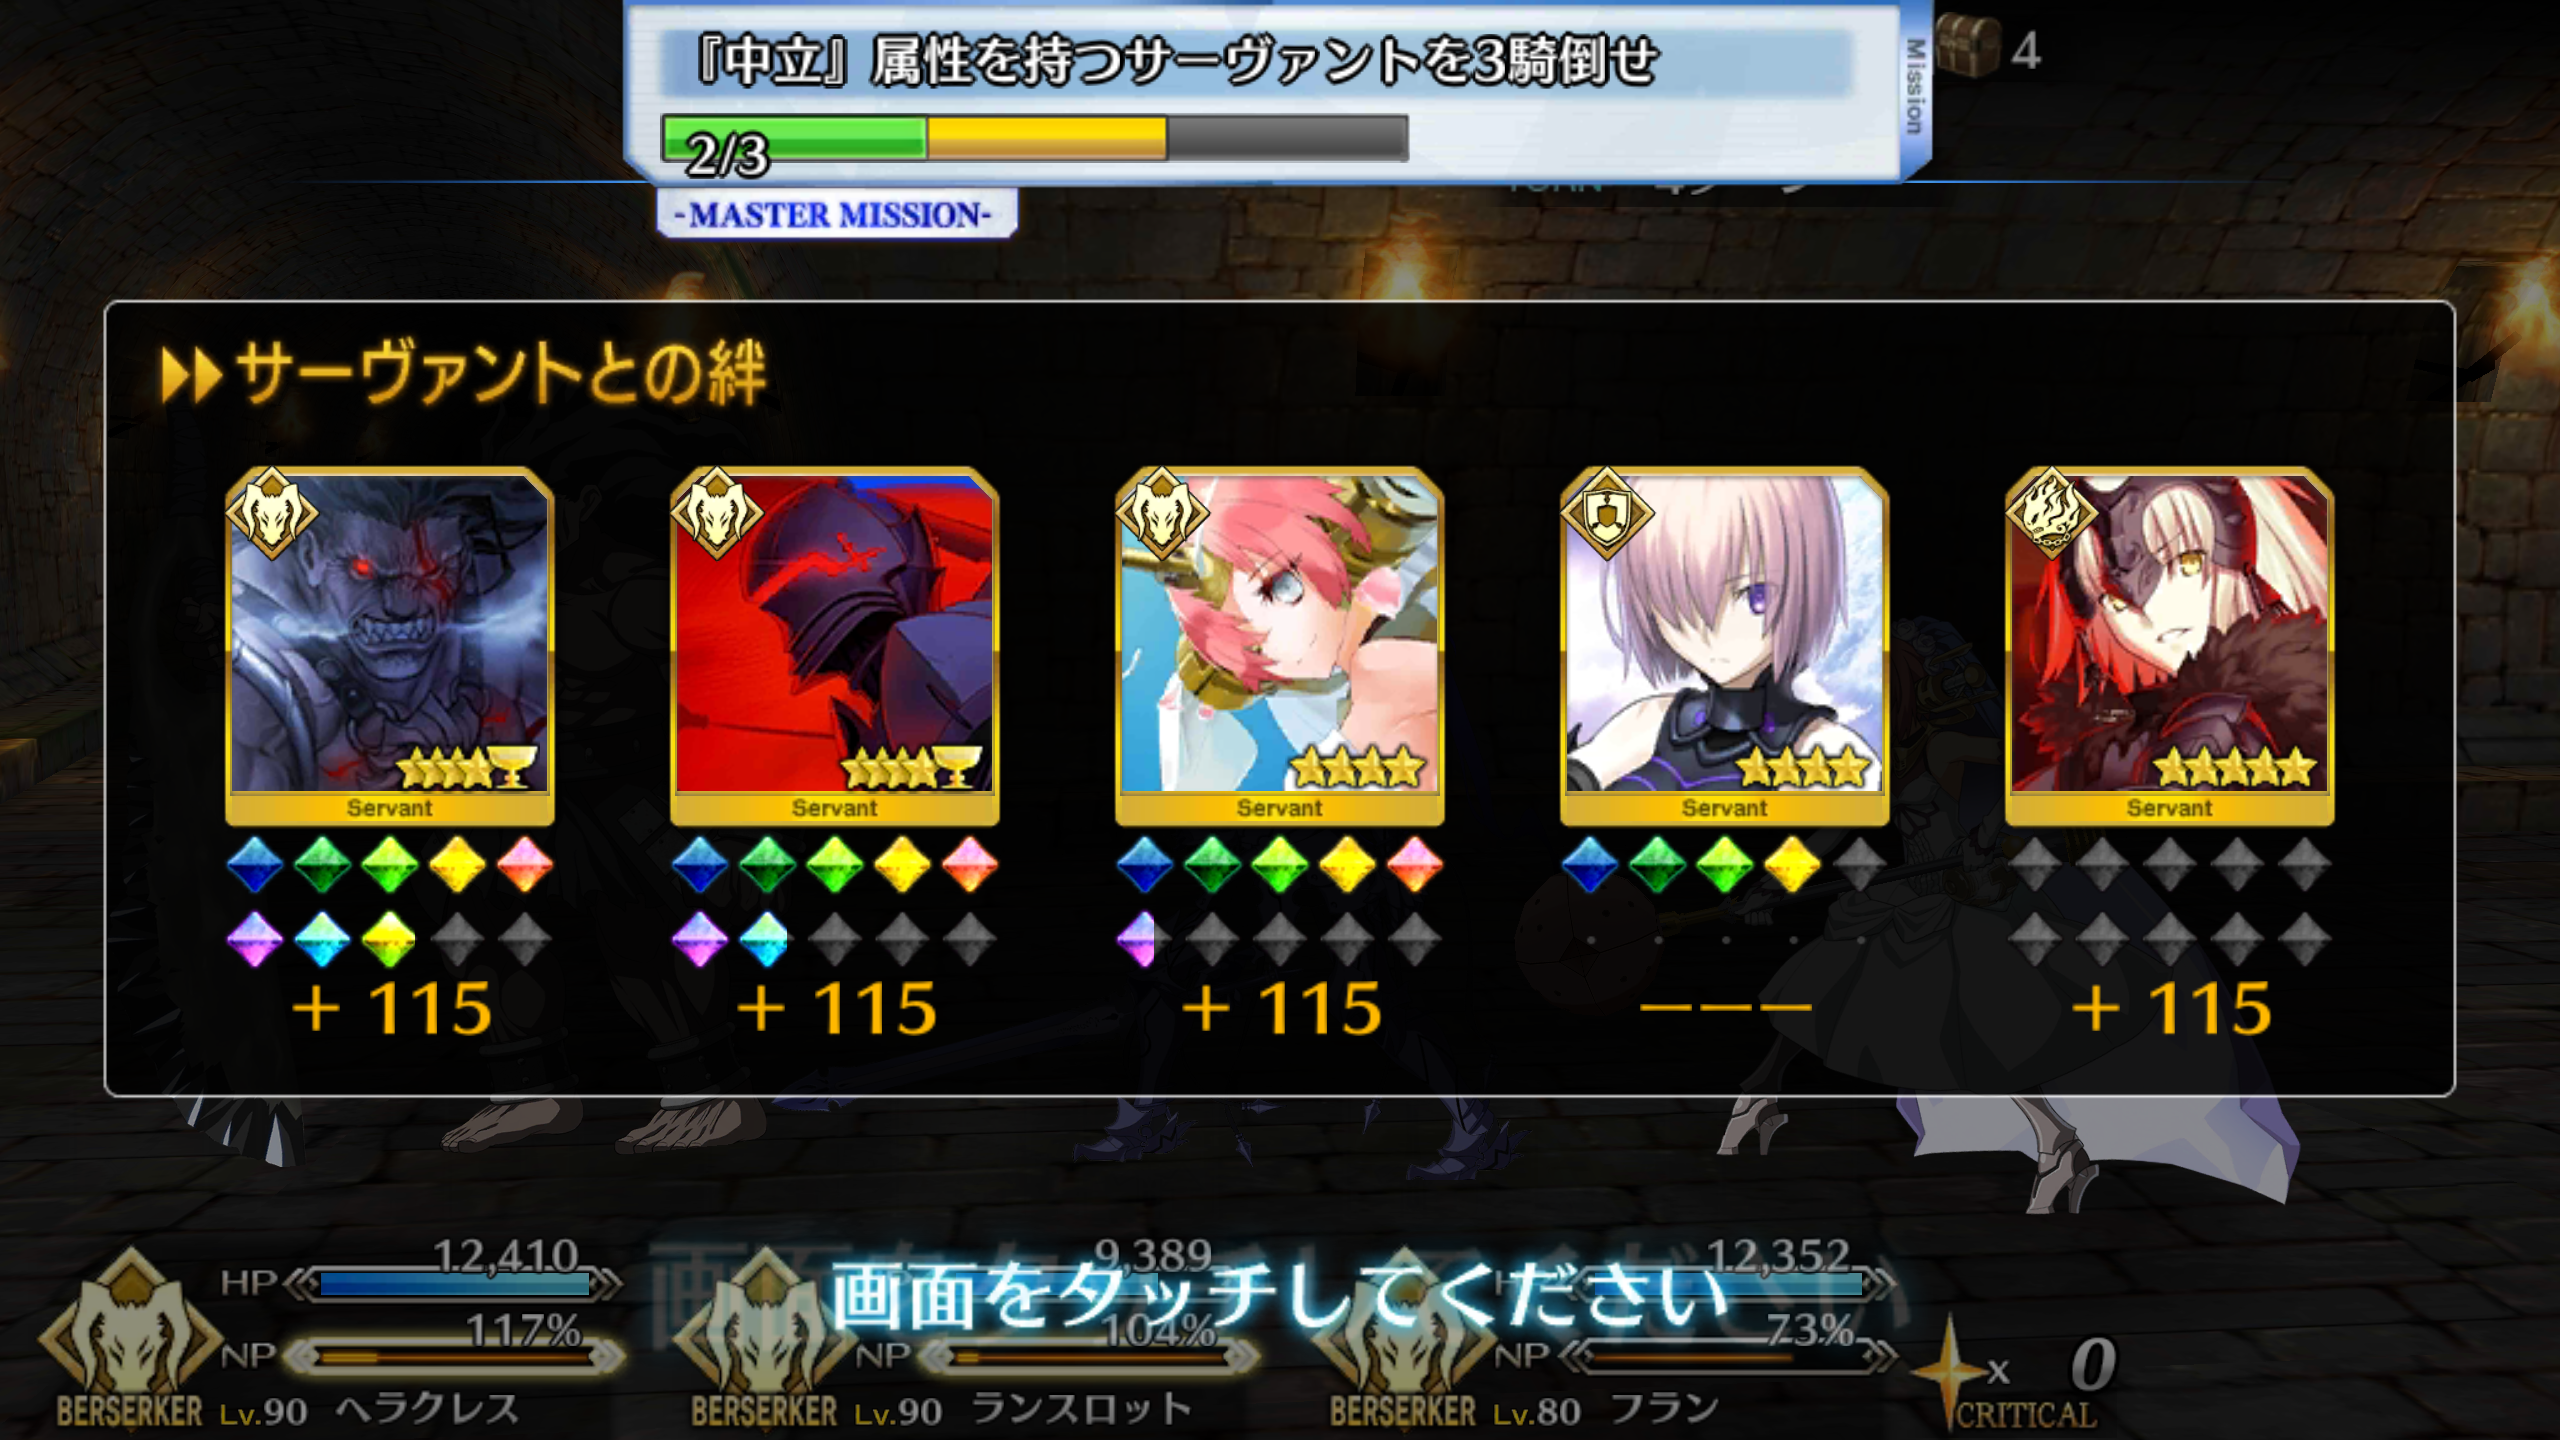 『中立』属性を持つサーヴァントを3騎倒せ
Mission
4
2/3
-MASTER MISSION-
サーヴァントとの絆
Servant
Servant
Servant
Servant
Servant
+ 115
+ 115
+ 115
−−−
+ 115
画面をタッチしてください
HP
12,410
NP
117%
BERSERKER
Lv.90
ヘラクレス
9,389
NP
104%
BERSERKER
Lv.90
ランスロット
12,352
NP
73%
BERSERKER
Lv.80
フラン
x 0
CRITICAL